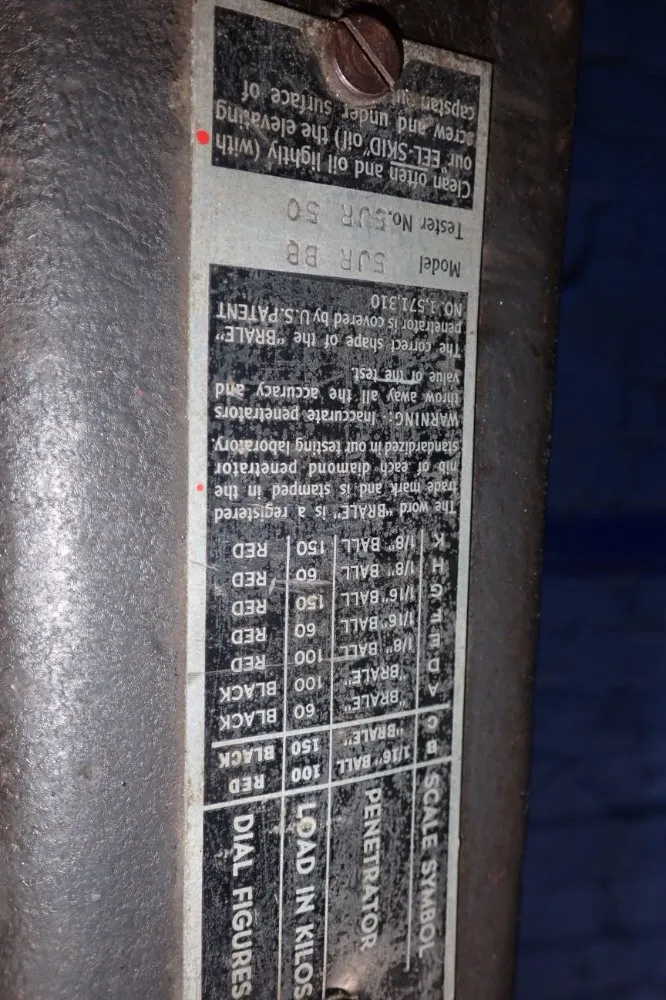 SCALE SYMBOL PENETRATOR LOAD IN KILOS DIAL FIGURES
B 1/16" BALL 100 RED
C "BRALE" 150 BLACK
A "BRALE" 60 BLACK
D "BRALE" 100 BLACK
E 1/8" BALL 100 RED
F 1/16" BALL 60 RED
G 1/16" BALL 150 RED
H 1/8" BALL 60 RED
K 1/8" BALL 150 RED
The word "BRALE" is a registered
trade mark and is stamped in the
nib of each diamond penetrator
standardized in our testing laboratory.
WARNING:- Inaccurate penetrators
throw away all the accuracy and
value of the test.
The correct shape of the "BRALE"
penetrator is covered by U.S. PATENT
NO. 1,571,310
Model 5JR BB
Tester No. 5JR 50
Clean often and oil lightly (with
our "EEL-SKID" oil) the elevating
screw and under surface of
capstan